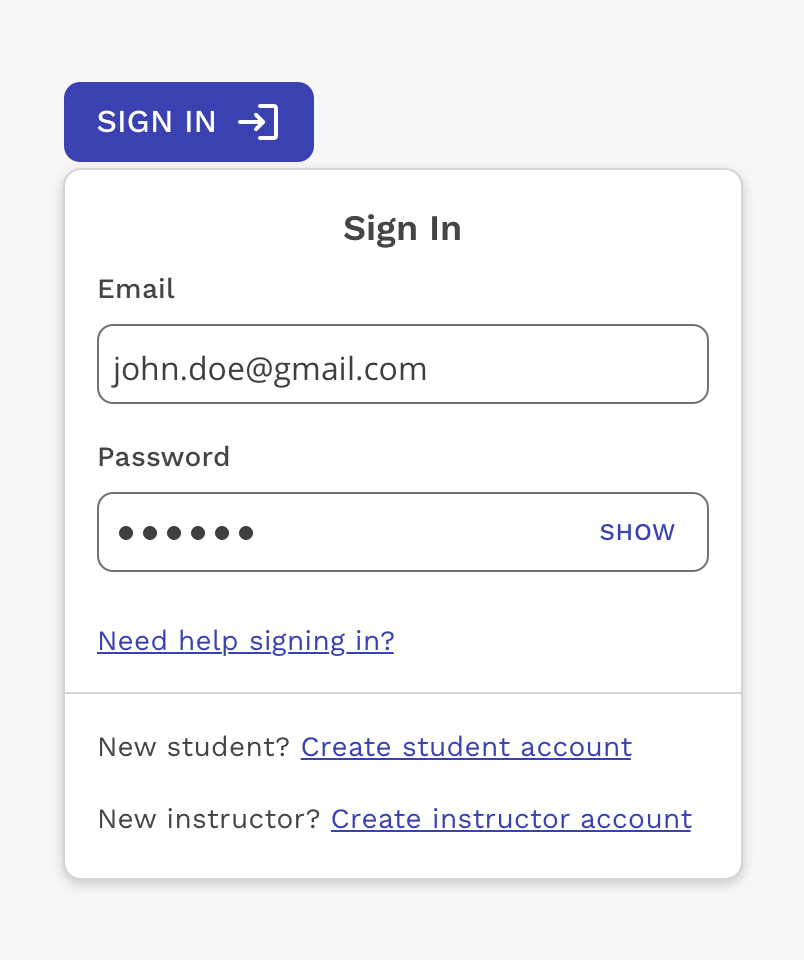 SIGN IN
Sign In
Email
john.doe@gmail.com
Password
●●●●●● SHOW
Need help signing in?
New student? Create student account
New instructor? Create instructor account